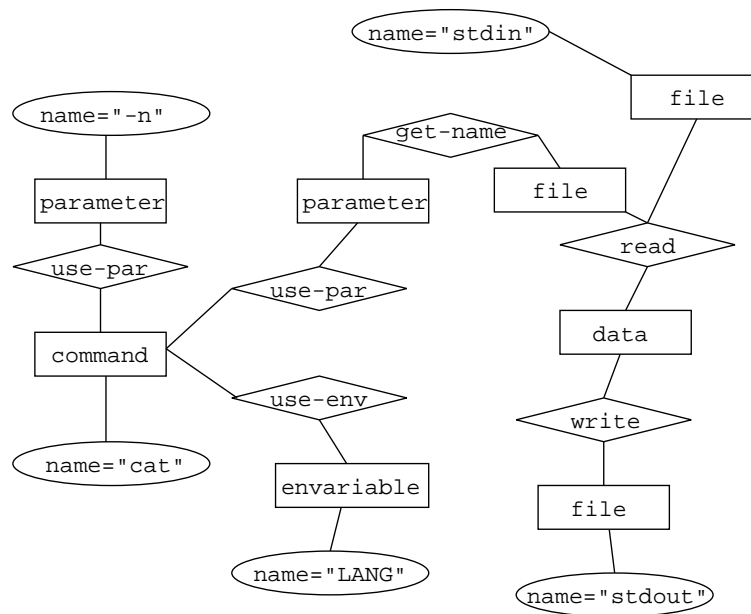 name="stdin"
file
name="-n"
get-name
parameter
parameter
file
read
use-par
use-par
data
command
use-env
write
name="cat"
envariable
file
name="LANG"
name="stdout"